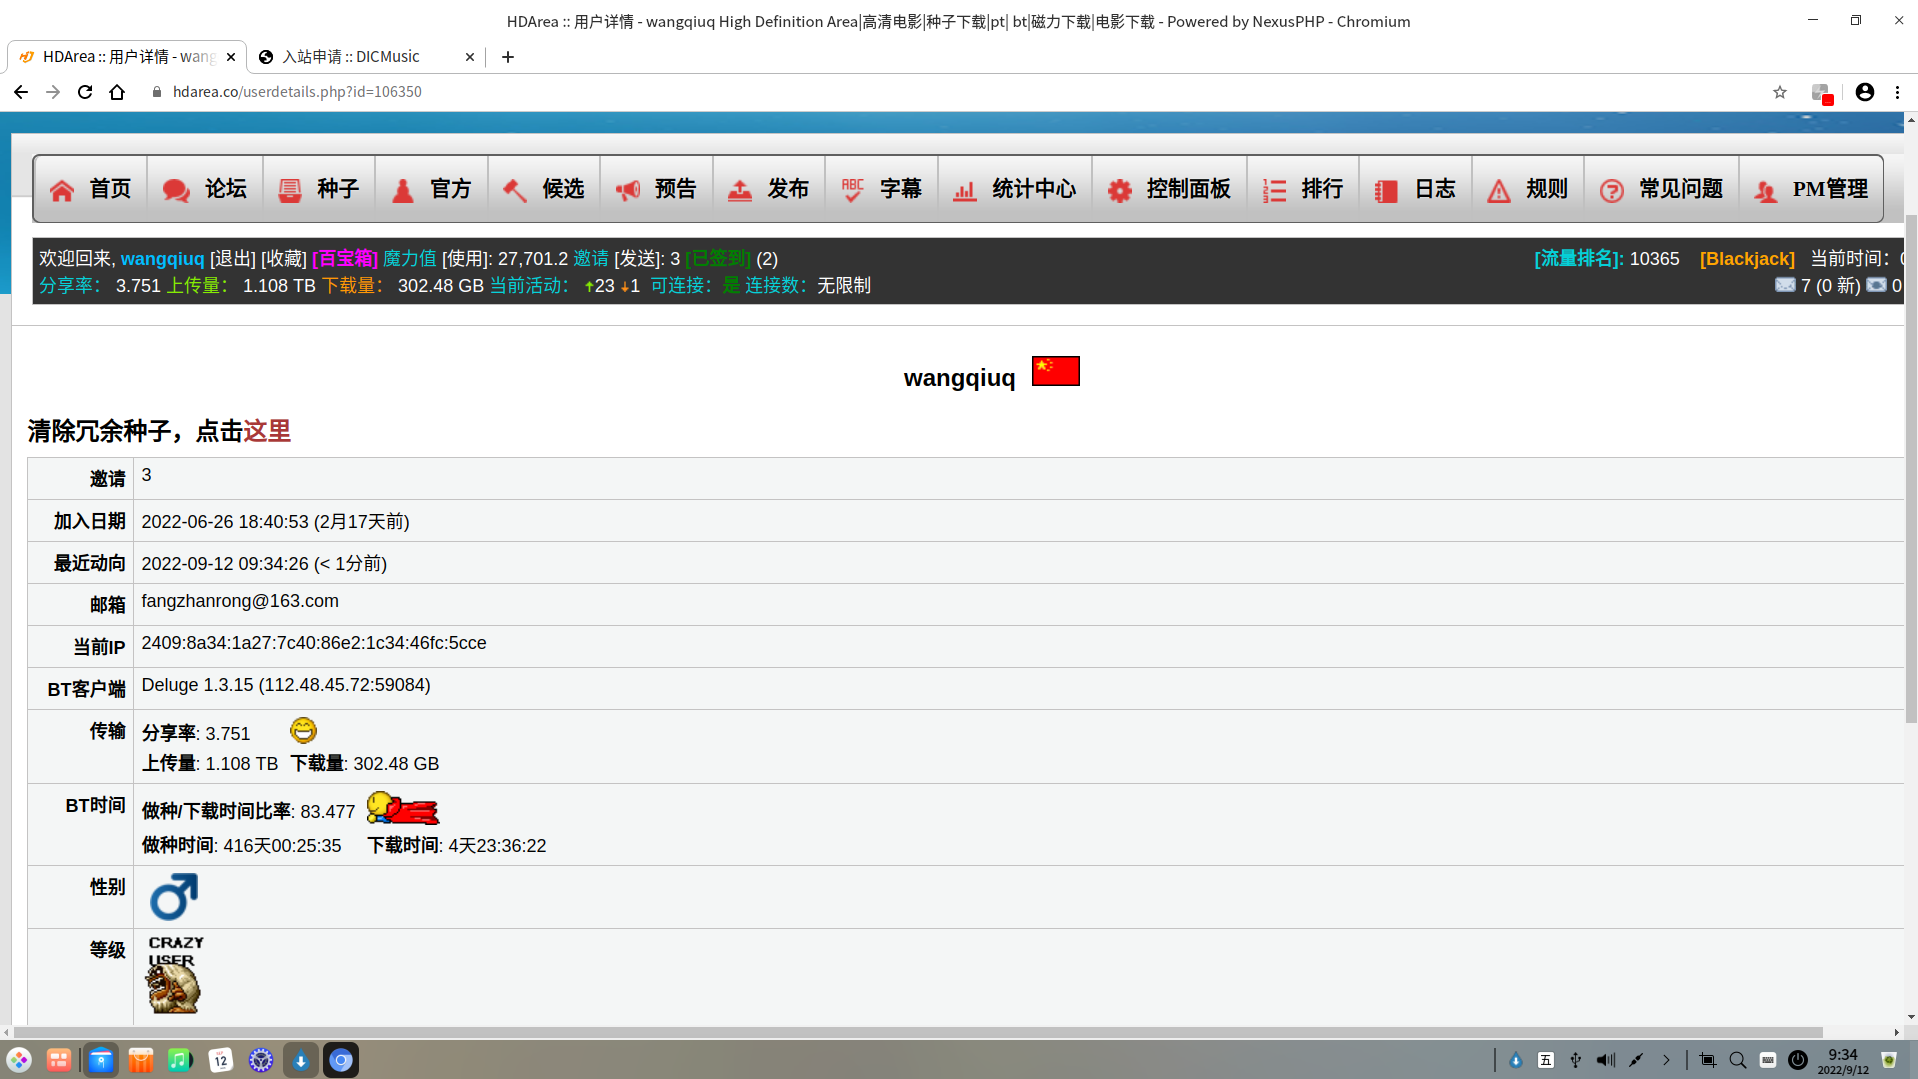 HDArea :: 用户详情 - wangqiuq High Definition Area|高清电影|种子下载|pt| bt|磁力下载|电影下载 - Powered by NexusPHP - Chromium
HDArea :: 用户详情 - wang
入站申请 :: DICMusic
hdarea.co/userdetails.php?id=106350
首页 论坛 种子 官方 候选 预告 发布 字幕 统计中心 控制面板 排行 日志 规则 常见问题 PM管理
欢迎回来, wangqiuq [退出] [收藏] [百宝箱] 魔力值 [使用]: 27,701.2 邀请 [发送]: 3 [已签到] (2) [流量排名]: 10365 [Blackjack] 当前时间：
分享率： 3.751 上传量： 1.108 TB 下载量： 302.48 GB 当前活动： 23 1 可连接：是 连接数：无限制 7 (0 新) 0
wangqiuq
清除冗余种子，点击这里
邀请 3
加入日期 2022-06-26 18:40:53 (2月17天前)
最近动向 2022-09-12 09:34:26 (< 1分前)
邮箱 fangzhanrong@163.com
当前IP 2409:8a34:1a27:7c40:86e2:1c34:46fc:5cce
BT客户端 Deluge 1.3.15 (112.48.45.72:59084)
传输 分享率: 3.751
上传量: 1.108 TB 下载量: 302.48 GB
BT时间 做种/下载时间比率: 83.477
做种时间: 416天00:25:35 下载时间: 4天23:36:22
性别
等级 CRAZY
USER
12
五
9:34
2022/9/12